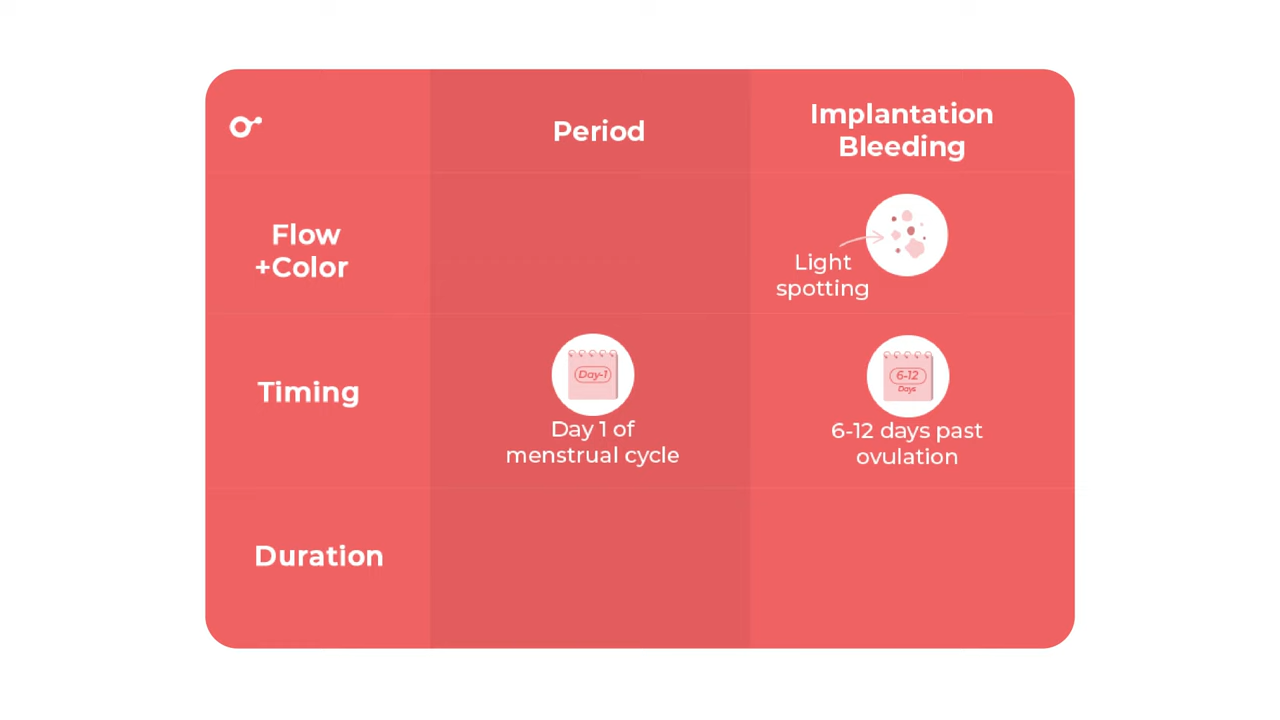 Period
Implantation
Bleeding
Flow
+Color
Light
spotting
Timing
Day-1
Day 1 of
menstrual cycle
6-12
Days
6-12 days past
ovulation
Duration